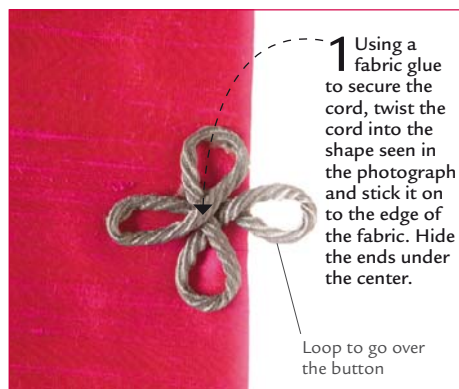 1 Using a
fabric glue
to secure the
cord, twist the
cord into the
shape seen in
the photograph
and stick it on
to the edge of
the fabric. Hide
the ends under
the center.
Loop to go over
the button